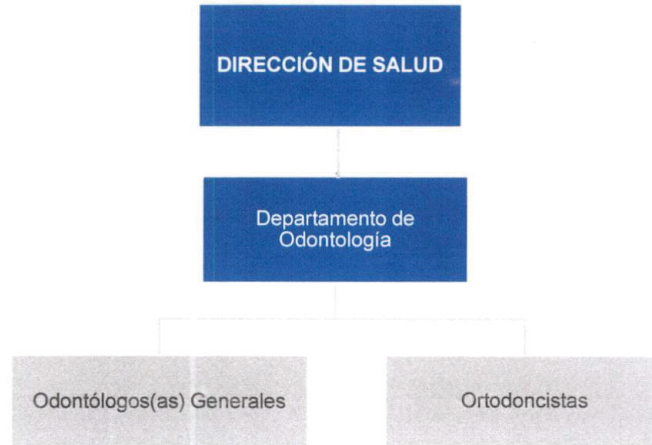 DIRECCIÓN DE SALUD
Departamento de
Odontología
Odontólogos(as) Generales
Ortodoncistas